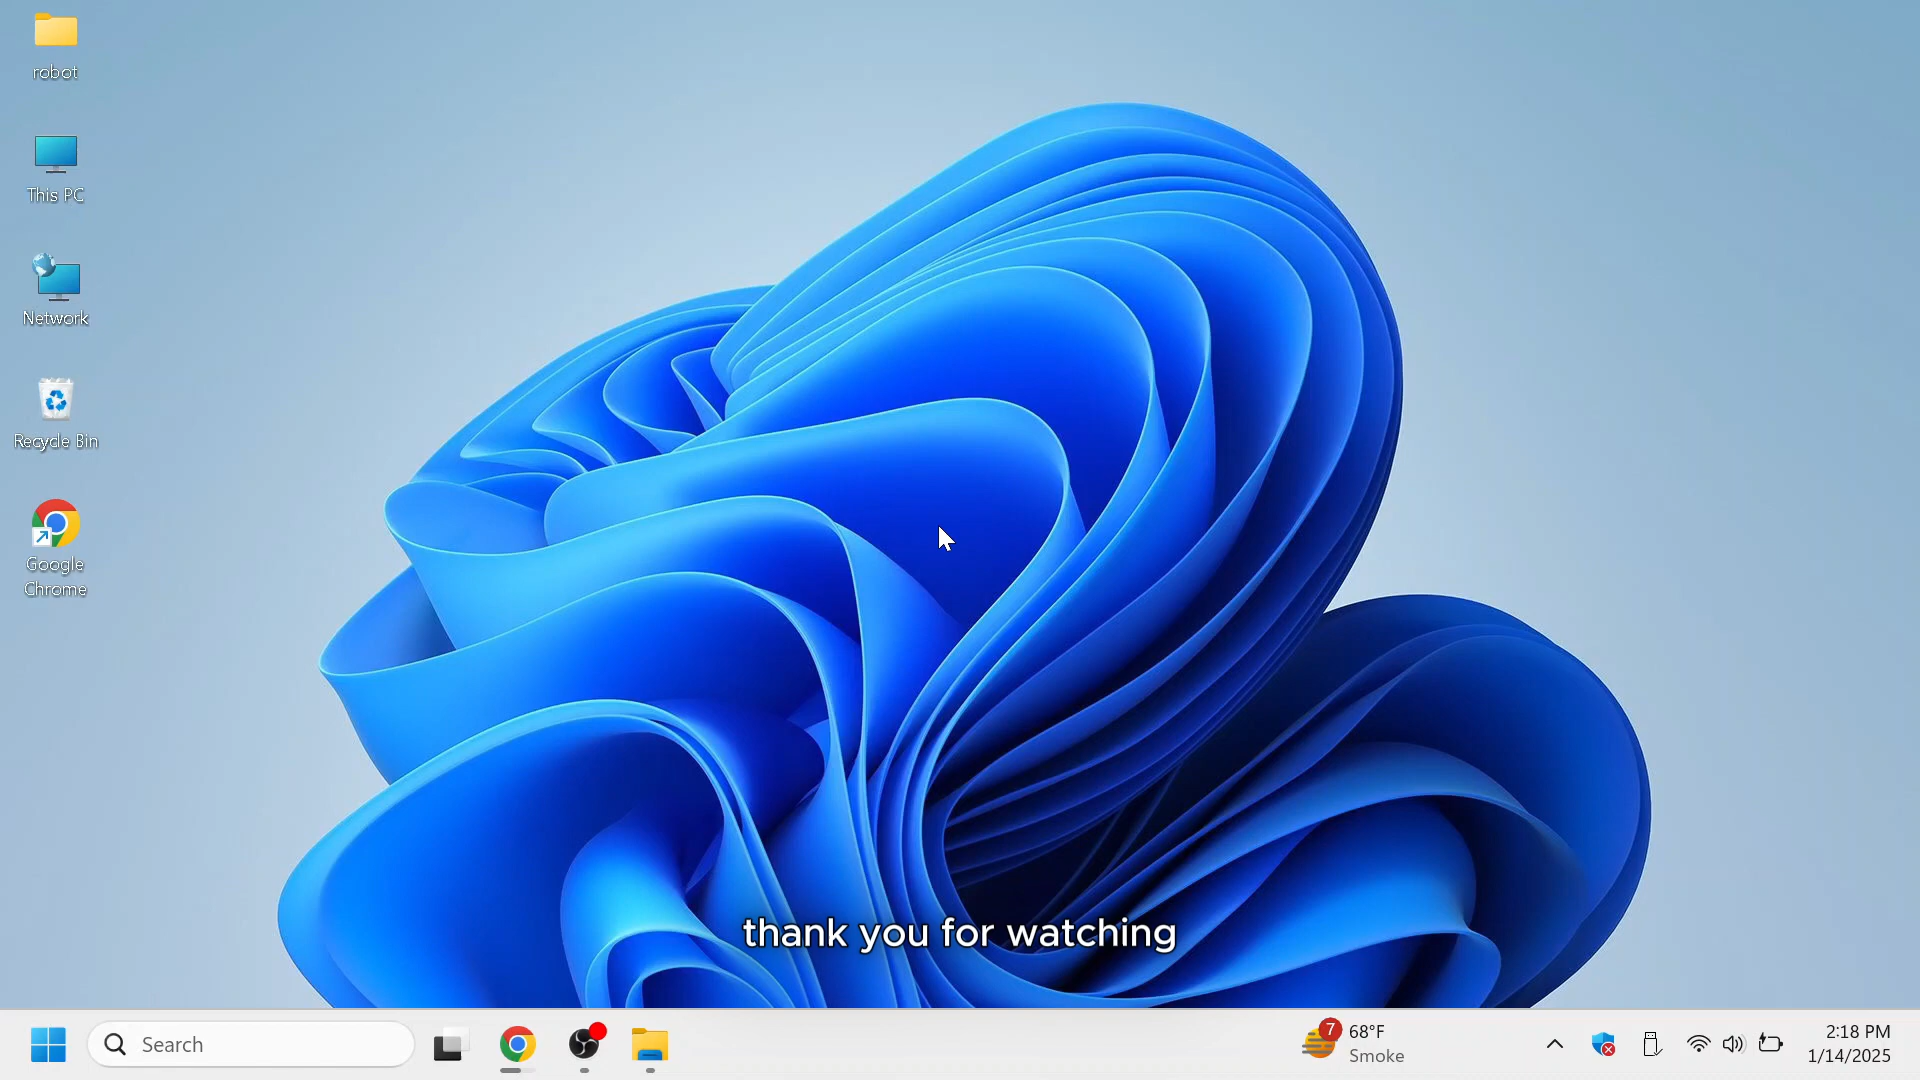 robot
This PC
Network
Recycle Bin
Google
Chrome
thank you for watching
Search
7
68°F
Smoke
2:18 PM
1/14/2025